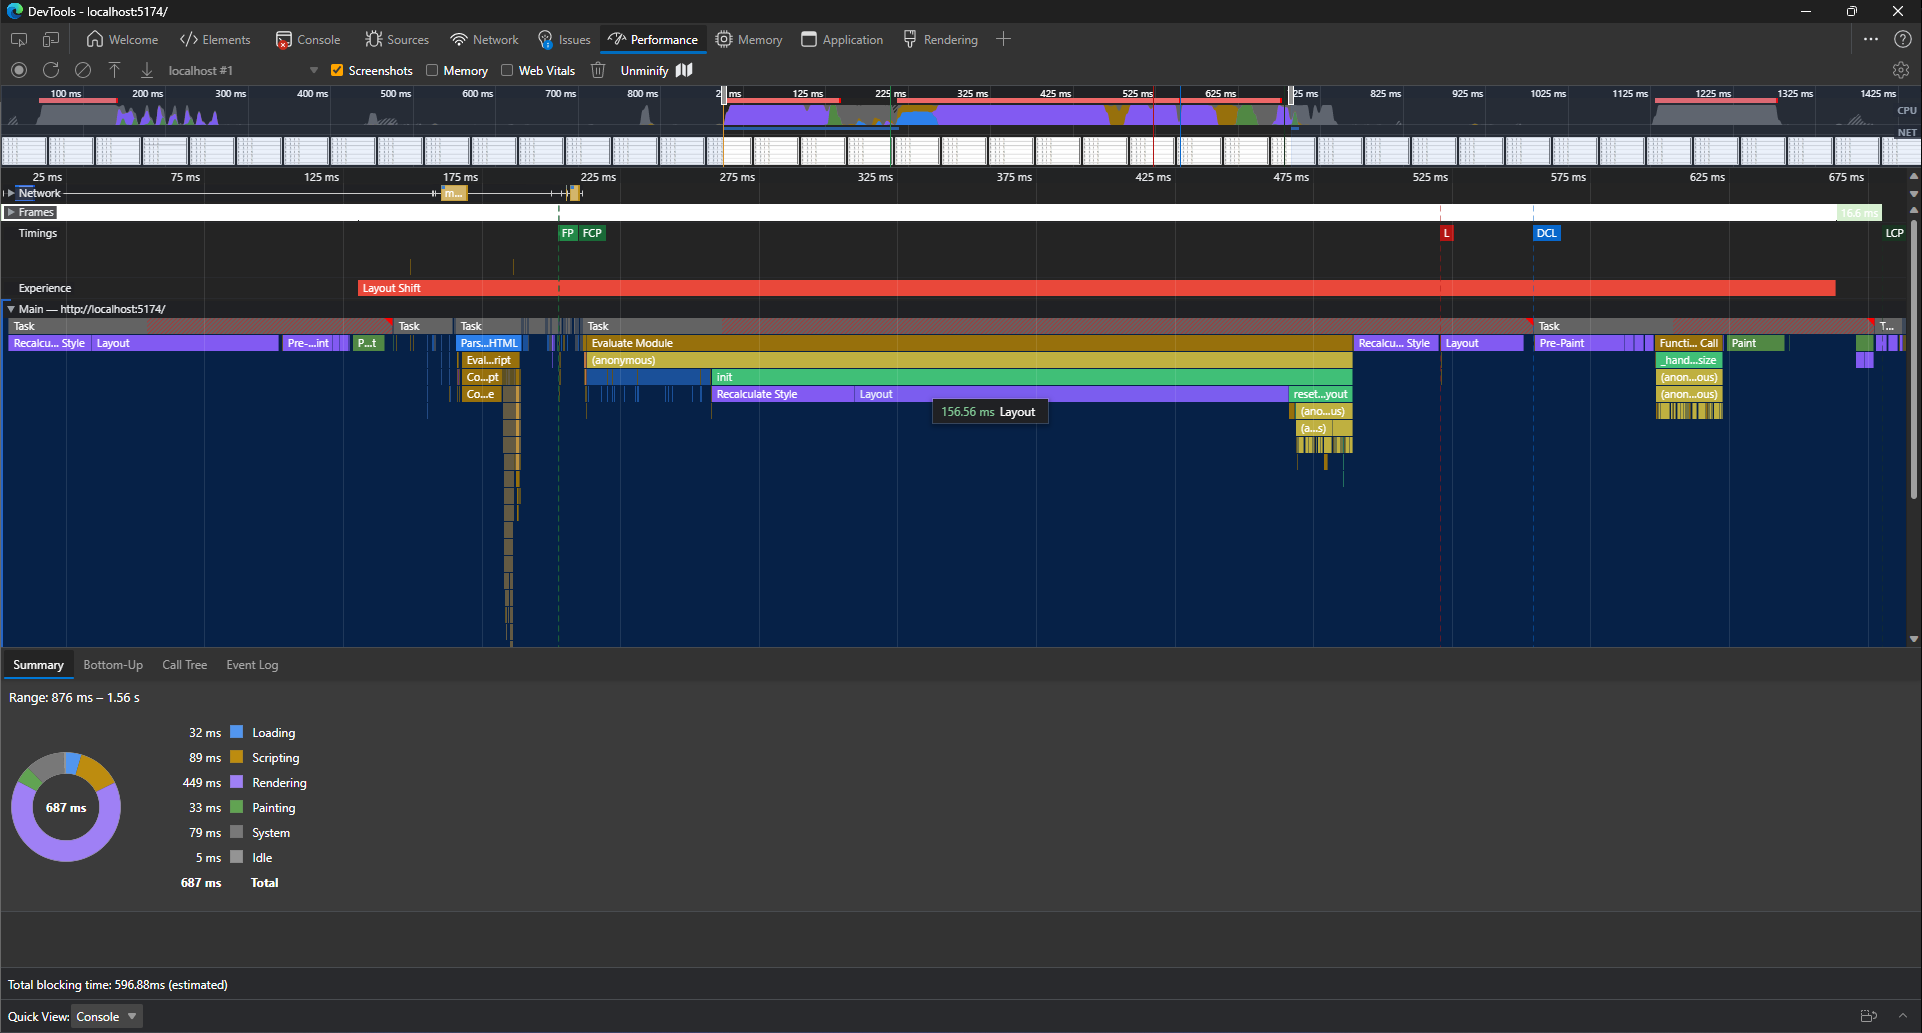 DevTools - localhost:5174/
Welcome Elements Console Sources Network Issues Performance Memory Application Rendering
localhost #1 Screenshots Memory Web Vitals Unminify
100 ms 200 ms 300 ms 400 ms 500 ms 600 ms 700 ms 800 ms ms 125 ms 225 ms 325 ms 425 ms 525 ms 625 ms 25 ms 825 ms 925 ms 1025 ms 1125 ms 1225 ms 1325 ms 1425 ms
CPU
NET
25 ms 75 ms 125 ms 175 ms 225 ms 275 ms 325 ms 375 ms 425 ms 475 ms 525 ms 575 ms 625 ms 675 ms
Network m...
Frames 16.6 ms
Timings FP FCP L DCL LCP
Experience Layout Shift
Main — http://localhost:5174/
Task Task Task Task Task T...
Recalcu... Style Layout Pre-...int P...t Pars...HTML Evaluate Module Recalcu... Style Layout Pre-Paint Functi... Call Paint
Eval...ript (anonymous) _hand...size
Co...pt init (anon...ous)
Co...e Recalculate Style Layout reset...yout (anon...ous)
156.56 ms Layout (ano...us)
(a...s)
Summary Bottom-Up Call Tree Event Log
Range: 876 ms – 1.56 s
32 ms Loading
89 ms Scripting
449 ms Rendering
687 ms
33 ms Painting
79 ms System
5 ms Idle
687 ms Total
Total blocking time: 596.88ms (estimated)
Quick View: Console